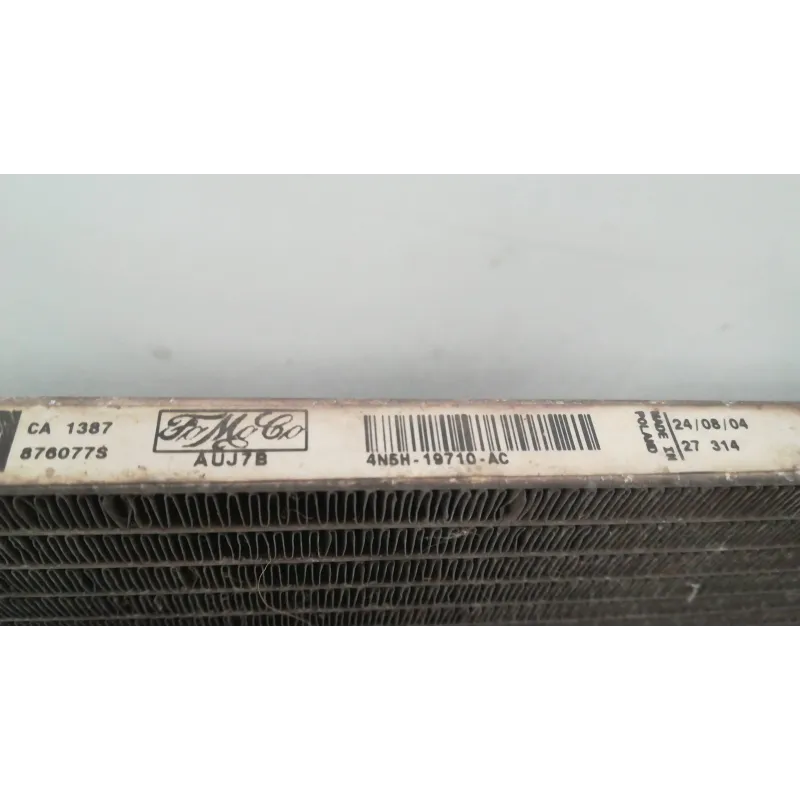 CA 1387
876077S
FoMoCo
AUJ7B
4N5H-19710-AC
MADE IN
POLAND
24/08/04
27 314